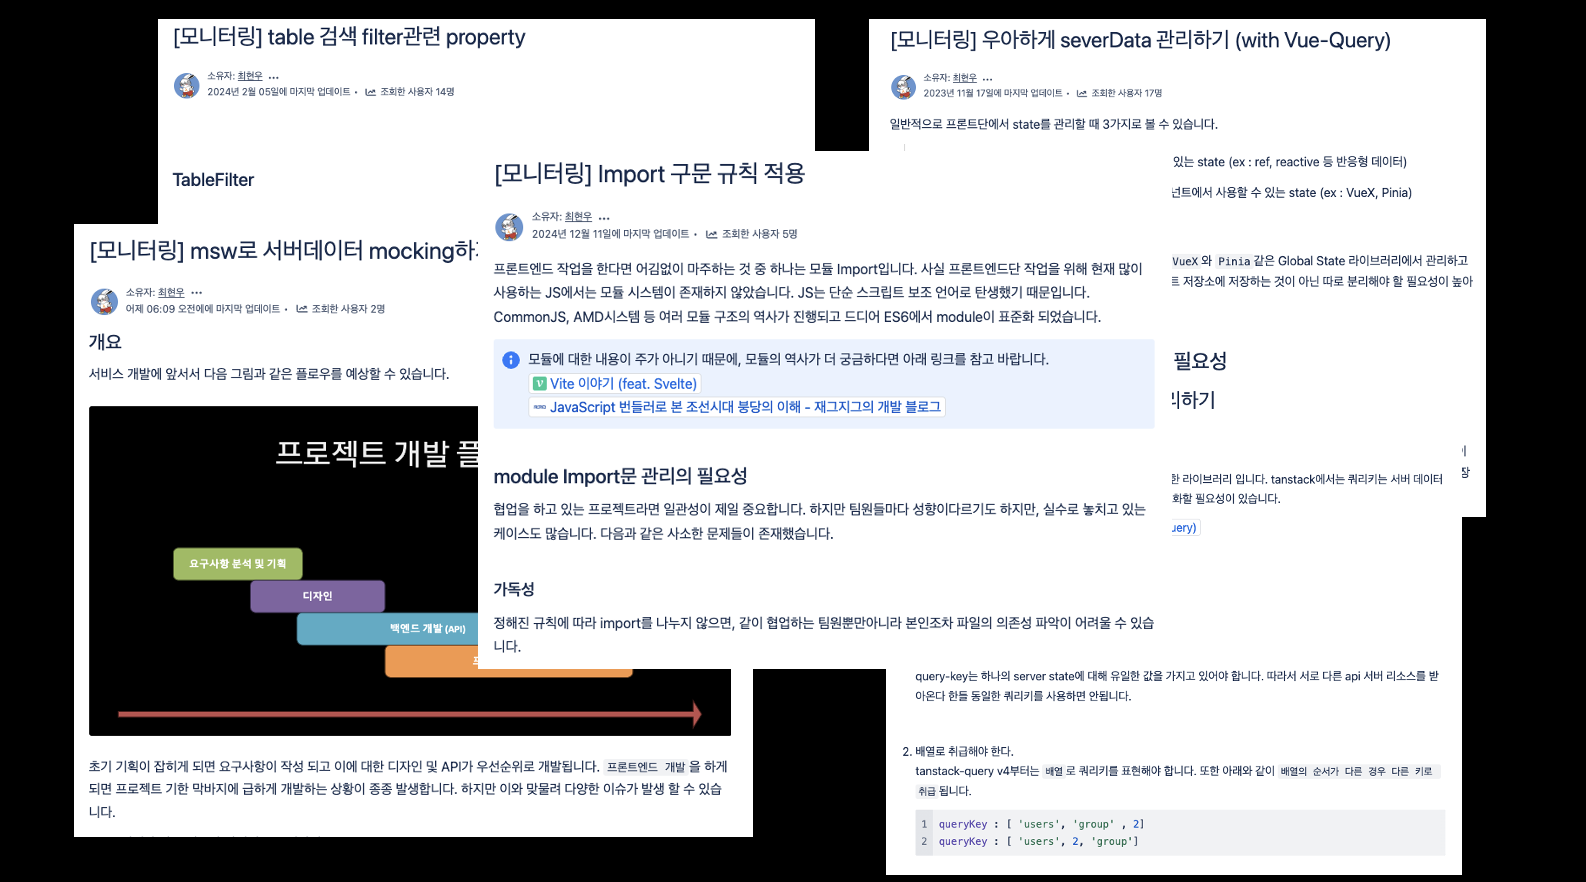 [모니터링] table 검색 filter관련 property
소유자: 최현우 •••
2024년 2월 05일에 마지막 업데이트 • 조회한 사용자 14명
TableFilter
[모니터링] 우아하게 severData 관리하기 (with Vue-Query)
소유자: 최현우 •••
2023년 11월 17일에 마지막 업데이트 • 조회한 사용자 17명
일반적으로 프론트단에서 state를 관리할 때 3가지로 볼 수 있습니다.
있는 state (ex : ref, reactive 등 반응형 데이터)
넌트에서 사용할 수 있는 state (ex : VueX, Pinia)
VueX 와 Pinia 같은 Global State 라이브러리에서 관리하고
트 저장소에 저장하는 것이 아닌 따로 분리해야 할 필요성이 높아
필요성
리하기
한 라이브러리 입니다. tanstack에서는 쿼리키는 서버 데이터
화할 필요성이 있습니다.
[모니터링] msw로 서버데이터 mocking하
소유자: 최현우 •••
어제 06:09 오전에에 마지막 업데이트 • 조회한 사용자 2명
개요
서비스 개발에 앞서서 다음 그림과 같은 플로우를 예상할 수 있습니다.
프로젝트 개발 플
요구사항 분석 및 기획
디자인
백엔드 개발 (API)
초기 기획이 잡히게 되면 요구사항이 작성 되고 이에 대한 디자인 및 API가 우선순위로 개발됩니다. 프론트엔드 개발 을 하게
되면 프로젝트 기한 막바지에 급하게 개발하는 상황이 종종 발생합니다. 하지만 이와 맞물려 다양한 이슈가 발생 할 수 있습
니다.
[모니터링] Import 구문 규칙 적용
소유자: 최현우 •••
2024년 12월 11일에 마지막 업데이트 • 조회한 사용자 5명
프론트엔드 작업을 한다면 어김없이 마주하는 것 중 하나는 모듈 Import입니다. 사실 프론트엔드단 작업을 위해 현재 많이
사용하는 JS에서는 모듈 시스템이 존재하지 않았습니다. JS는 단순 스크립트 보조 언어로 탄생했기 때문입니다.
CommonJS, AMD시스템 등 여러 모듈 구조의 역사가 진행되고 드디어 ES6에서 module이 표준화 되었습니다.
모듈에 대한 내용이 주가 아니기 때문에, 모듈의 역사가 더 궁금하다면 아래 링크를 참고 바랍니다.
Vite 이야기 (feat. Svelte)
JavaScript 번들러로 본 조선시대 붕당의 이해 - 재그지그의 개발 블로그
module Import문 관리의 필요성
협업을 하고 있는 프로젝트라면 일관성이 제일 중요합니다. 하지만 팀원들마다 성향이다르기도 하지만, 실수로 놓치고 있는
케이스도 많습니다. 다음과 같은 사소한 문제들이 존재했습니다.
가독성
정해진 규칙에 따라 import를 나누지 않으면, 같이 협업하는 팀원뿐만아니라 본인조차 파일의 의존성 파악이 어려울 수 있습
니다.
query-key는 하나의 server state에 대해 유일한 값을 가지고 있어야 합니다. 따라서 서로 다른 api 서버 리소스를 받
아온다 한들 동일한 쿼리키를 사용하면 안됩니다.
2. 배열로 취급해야 한다.
tanstack-query v4부터는 배열 로 쿼리키를 표현해야 합니다. 또한 아래와 같이 배열의 순서가 다른 경우 다른 키로
취급 됩니다.
1 queryKey : [ 'users', 'group' , 2]
2 queryKey : [ 'users', 2, 'group']